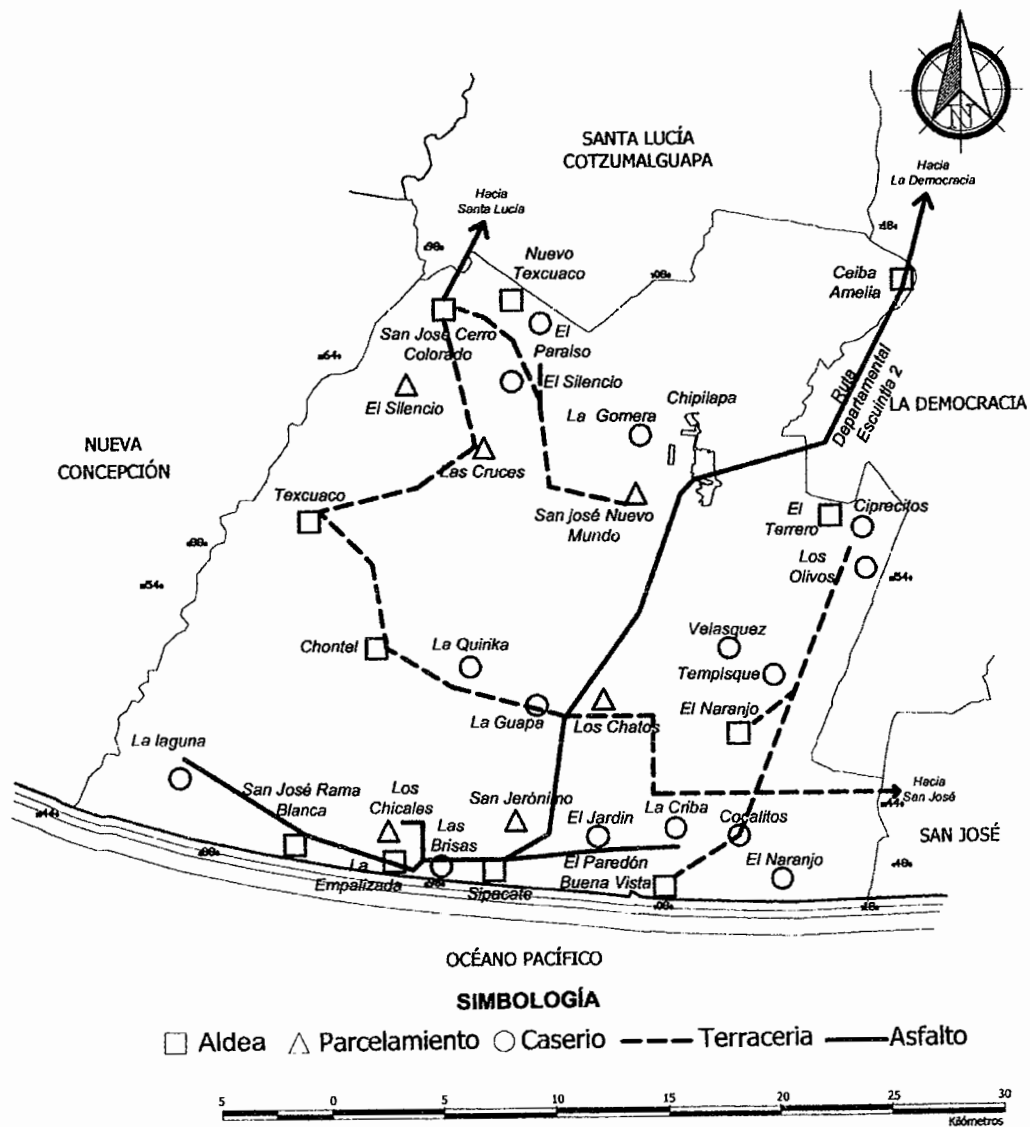 N
SANTA LUCÍA
COTZUMALGUAPA
Hacia
La Democracia
Hacia
Santa Lucía
Nuevo
Texcuaco
Ceiba
Amelia
San José Cerro
Colorado
El
Paraiso
El Silencio
El Silencio
La Gomera
Chipilapa
Ruta
Departamental
Escuintla 2
LA DEMOCRACIA
NUEVA
CONCEPCIÓN
Las Cruces
Texcuaco
San josé Nuevo
Mundo
El
Terrero
Ciprecitos
Los
Olivos
Chontel
La Quirika
Velasquez
Tempisque
La Guapa
Los Chatos
El Naranjo
La laguna
San José Rama
Blanca
Los
Chicales
Las
Brisas
San Jerónino
El Jardin
La Criba
Cocalitos
Hacia
San José
SAN JOSÉ
La
Empalizada
Sipacate
El Paredón
Buena Vista
El Naranjo
OCÉANO PACÍFICO
SIMBOLOGÍA
Aldea Parcelamiento Caserio Terraceria Asfalto
5 0 5 10 15 20 25 30
Kilómetros